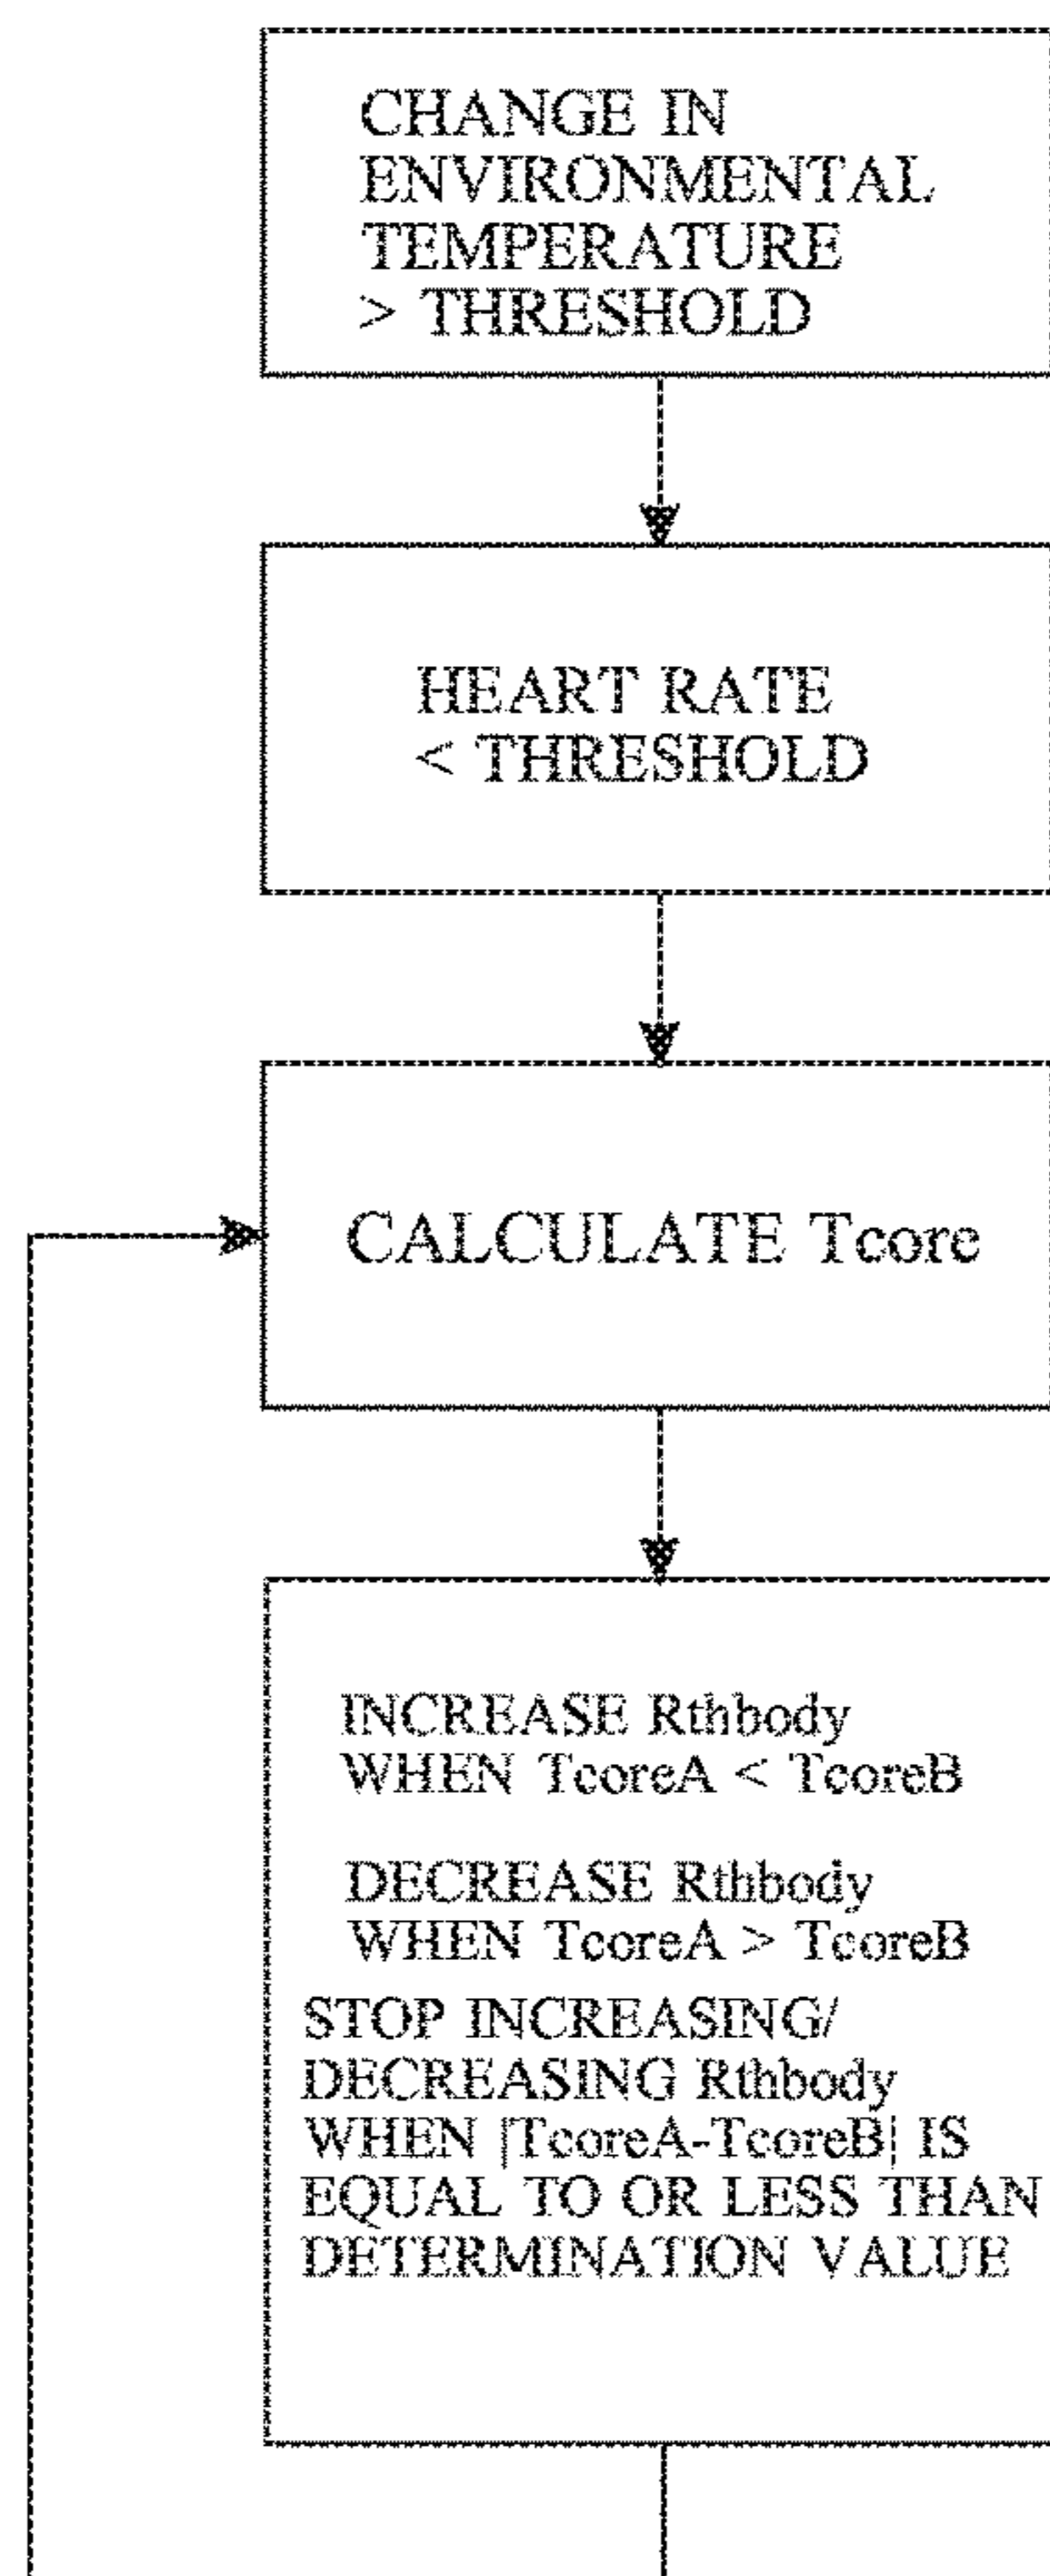 CHANGE IN
ENVIRONMENTAL
TEMPERATURE
> THRESHOLD
HEART RATE
< THRESHOLD
CALCULATE Tcore
INCREASE Rthbody
WHEN TcoreA < TcoreB
DECREASE Rthbody
WHEN TcoreA > TcoreB
STOP INCREASING/
DECREASING Rthbody
WHEN |TcoreA-TcoreB| IS
EQUAL TO OR LESS THAN
DETERMINATION VALUE